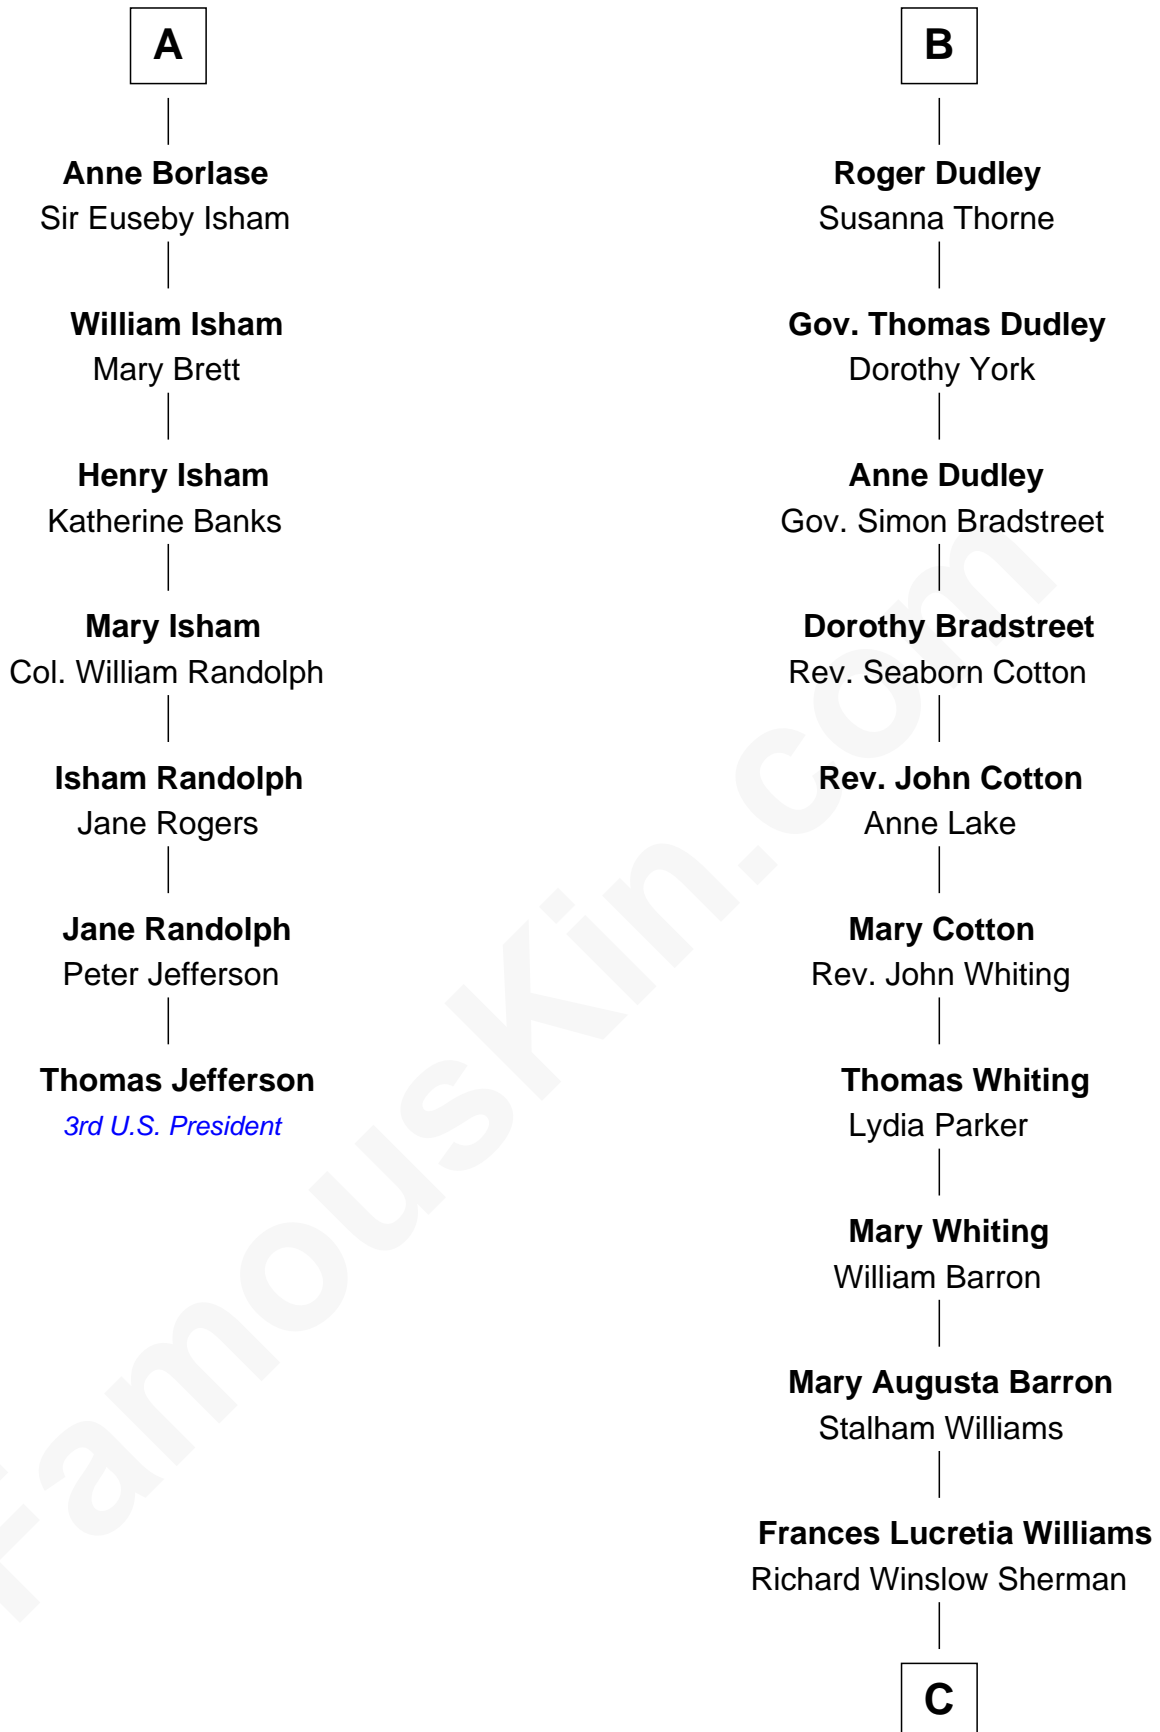 A
Anne Borlase
Sir Euseby Isham
William Isham
Mary Brett
Henry Isham
Katherine Banks
Mary Isham
Col. William Randolph
Isham Randolph
Jane Rogers
Jane Randolph
Peter Jefferson
Thomas Jefferson
3rd U.S. President
B
Roger Dudley
Susanna Thorne
Gov. Thomas Dudley
Dorothy York
Anne Dudley
Gov. Simon Bradstreet
Dorothy Bradstreet
Rev. Seaborn Cotton
Rev. John Cotton
Anne Lake
Mary Cotton
Rev. John Whiting
Thomas Whiting
Lydia Parker
Mary Whiting
William Barron
Mary Augusta Barron
Stalham Williams
Frances Lucretia Williams
Richard Winslow Sherman
C
FamousKin.com